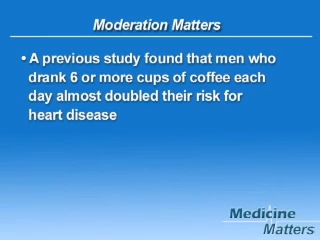 Moderation Matters
• A previous study found that men who
drank 6 or more cups of coffee each
day almost doubled their risk for
heart disease
Medicine
Matters